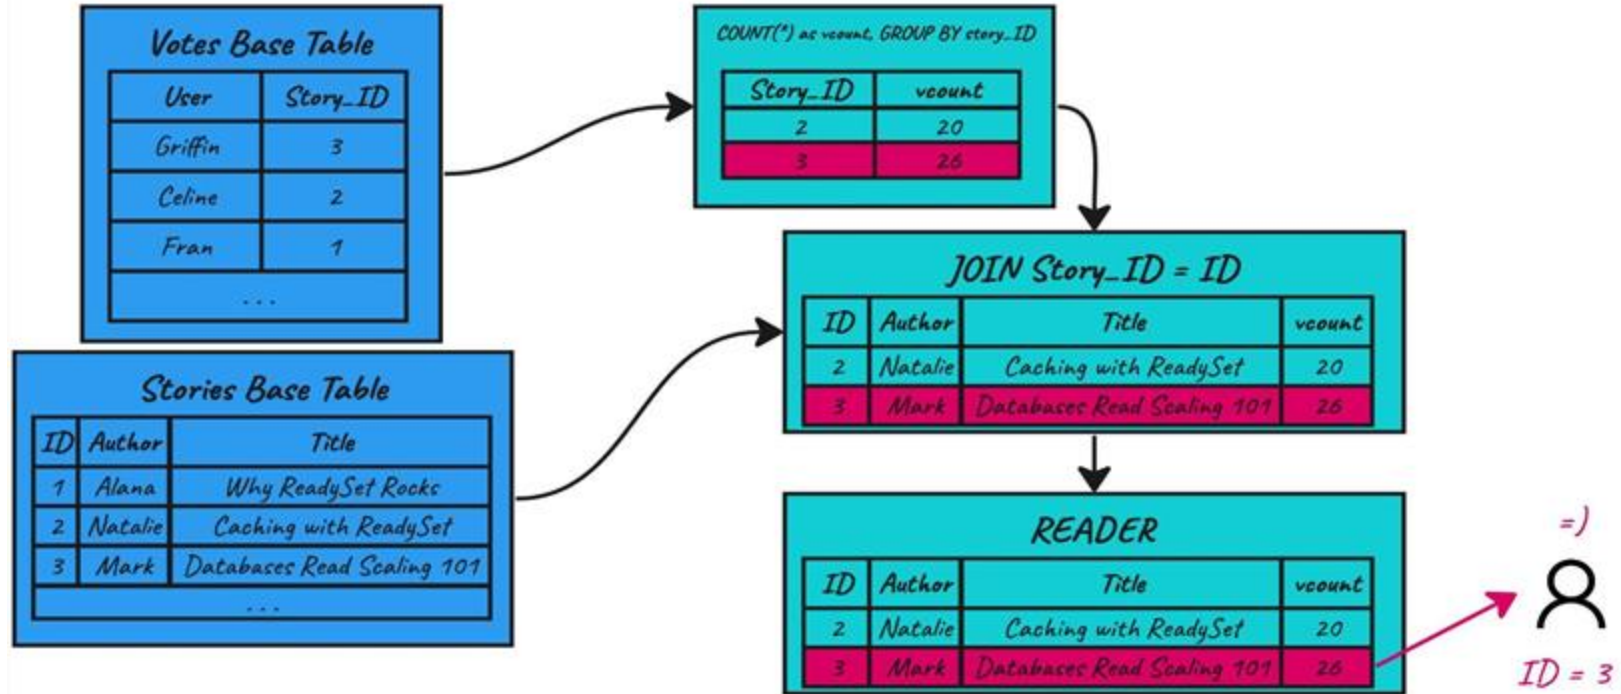 Votes Base Table
User Story_ID
Griffin 3
Celine 2
Fran 1
...
Stories Base Table
ID Author Title
1 Alana Why ReadySet Rocks
2 Natalie Caching with ReadySet
3 Mark Databases Read Scaling 101
...
COUNT(*) as vcount, GROUP BY story_ID
Story_ID vcount
2 20
3 26
JOIN Story_ID = ID
ID Author Title vcount
2 Natalie Caching with ReadySet 20
3 Mark Databases Read Scaling 101 26
READER
ID Author Title vcount
2 Natalie Caching with ReadySet 20
3 Mark Databases Read Scaling 101 26
=)
ID = 3